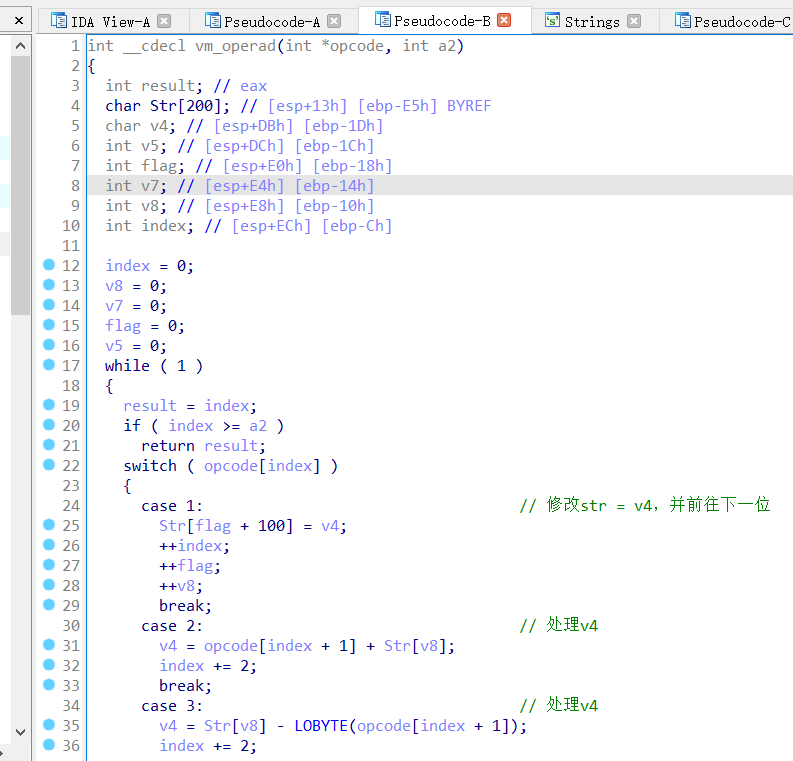 IDA View-A Pseudocode-A Pseudocode-B Strings Pseudocode-C
1 int __cdecl vm_operad(int *opcode, int a2)
2 {
3 int result; // eax
4 char Str[200]; // [esp+13h] [ebp-E5h] BYREF
5 char v4; // [esp+DBh] [ebp-1Dh]
6 int v5; // [esp+DCh] [ebp-1Ch]
7 int flag; // [esp+E0h] [ebp-18h]
8 int v7; // [esp+E4h] [ebp-14h]
9 int v8; // [esp+E8h] [ebp-10h]
10 int index; // [esp+ECh] [ebp-Ch]
11
12 index = 0;
13 v8 = 0;
14 v7 = 0;
15 flag = 0;
16 v5 = 0;
17 while ( 1 )
18 {
19 result = index;
20 if ( index >= a2 )
21 return result;
22 switch ( opcode[index] )
23 {
24 case 1: // 修改str = v4，并前往下一位
25 Str[flag + 100] = v4;
26 ++index;
27 ++flag;
28 ++v8;
29 break;
30 case 2: // 处理v4
31 v4 = opcode[index + 1] + Str[v8];
32 index += 2;
33 break;
34 case 3: // 处理v4
35 v4 = Str[v8] - LOBYTE(opcode[index + 1]);
36 index += 2;